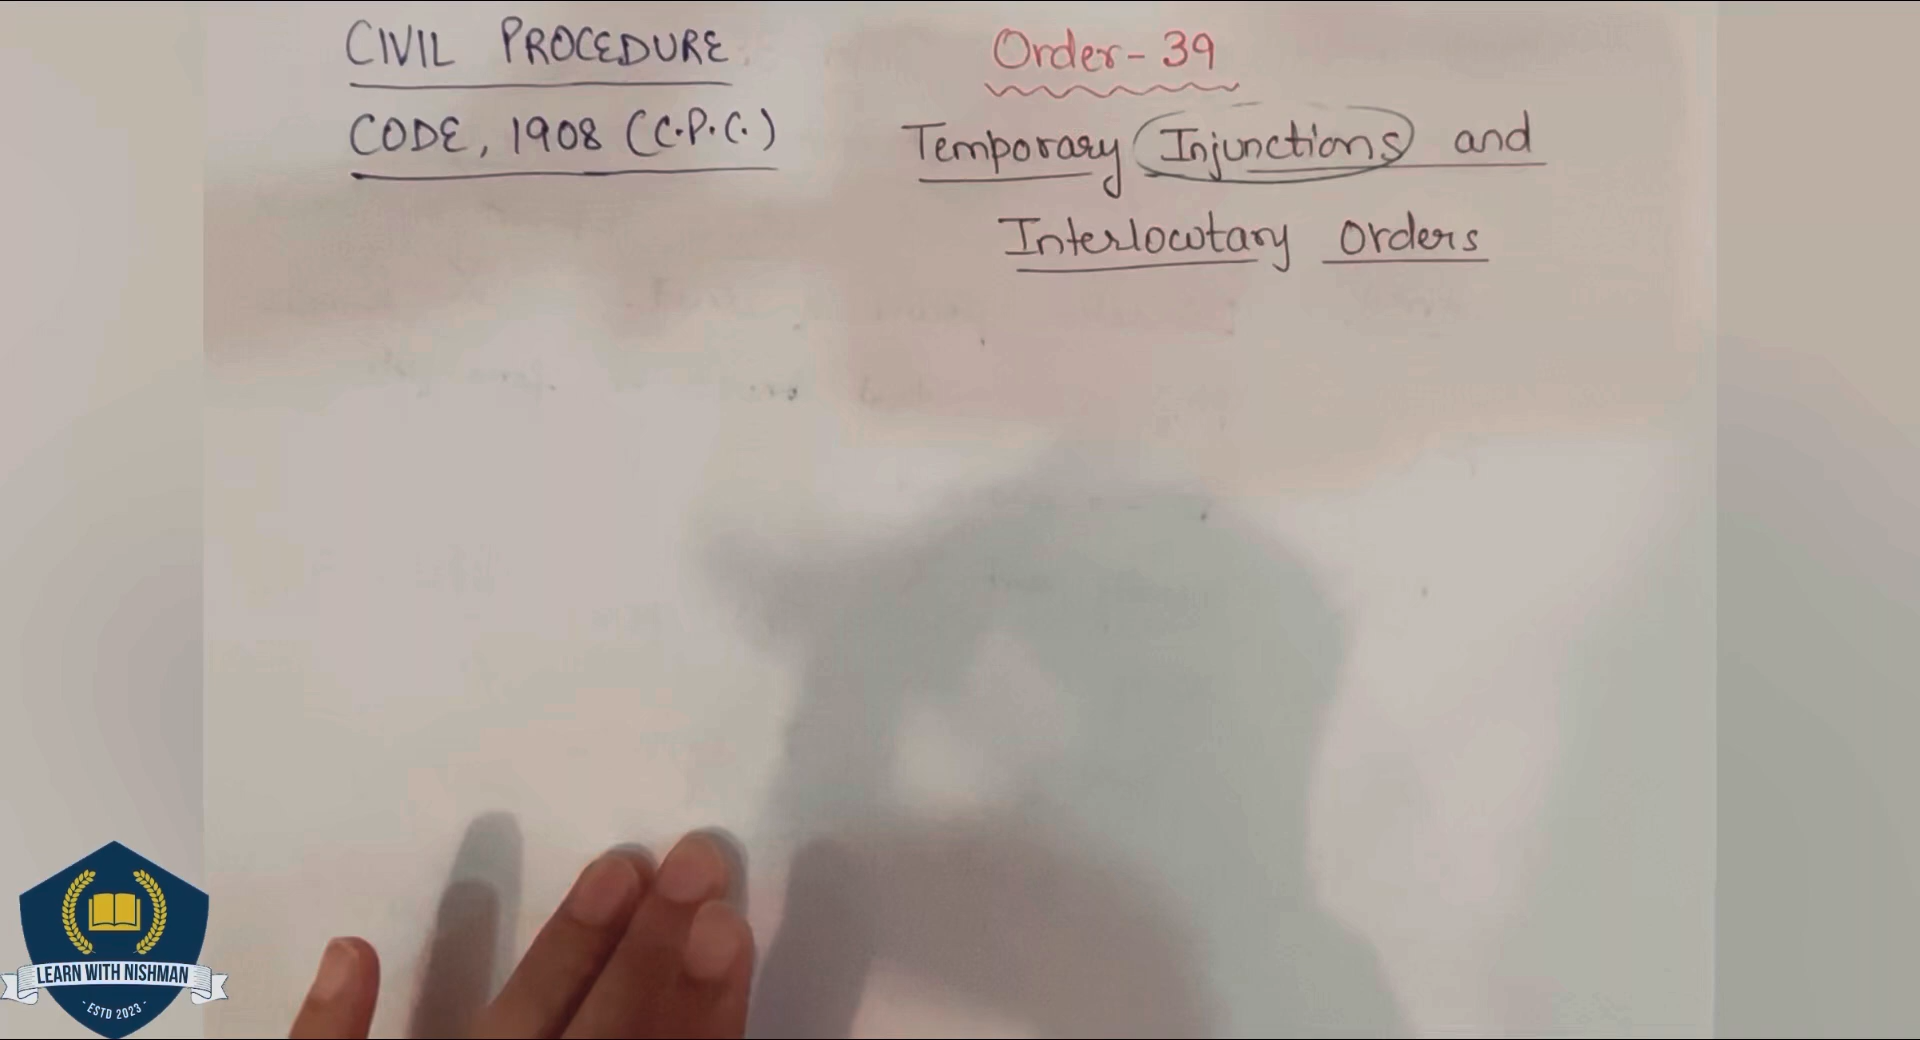 CIVIL PROCEDURE
CODE, 1908 (C.P.C.)
Order-39
Temporary Injunctions and
Interlocutary Orders
LEARN WITH NISHMAN
- ESTD 2023 -